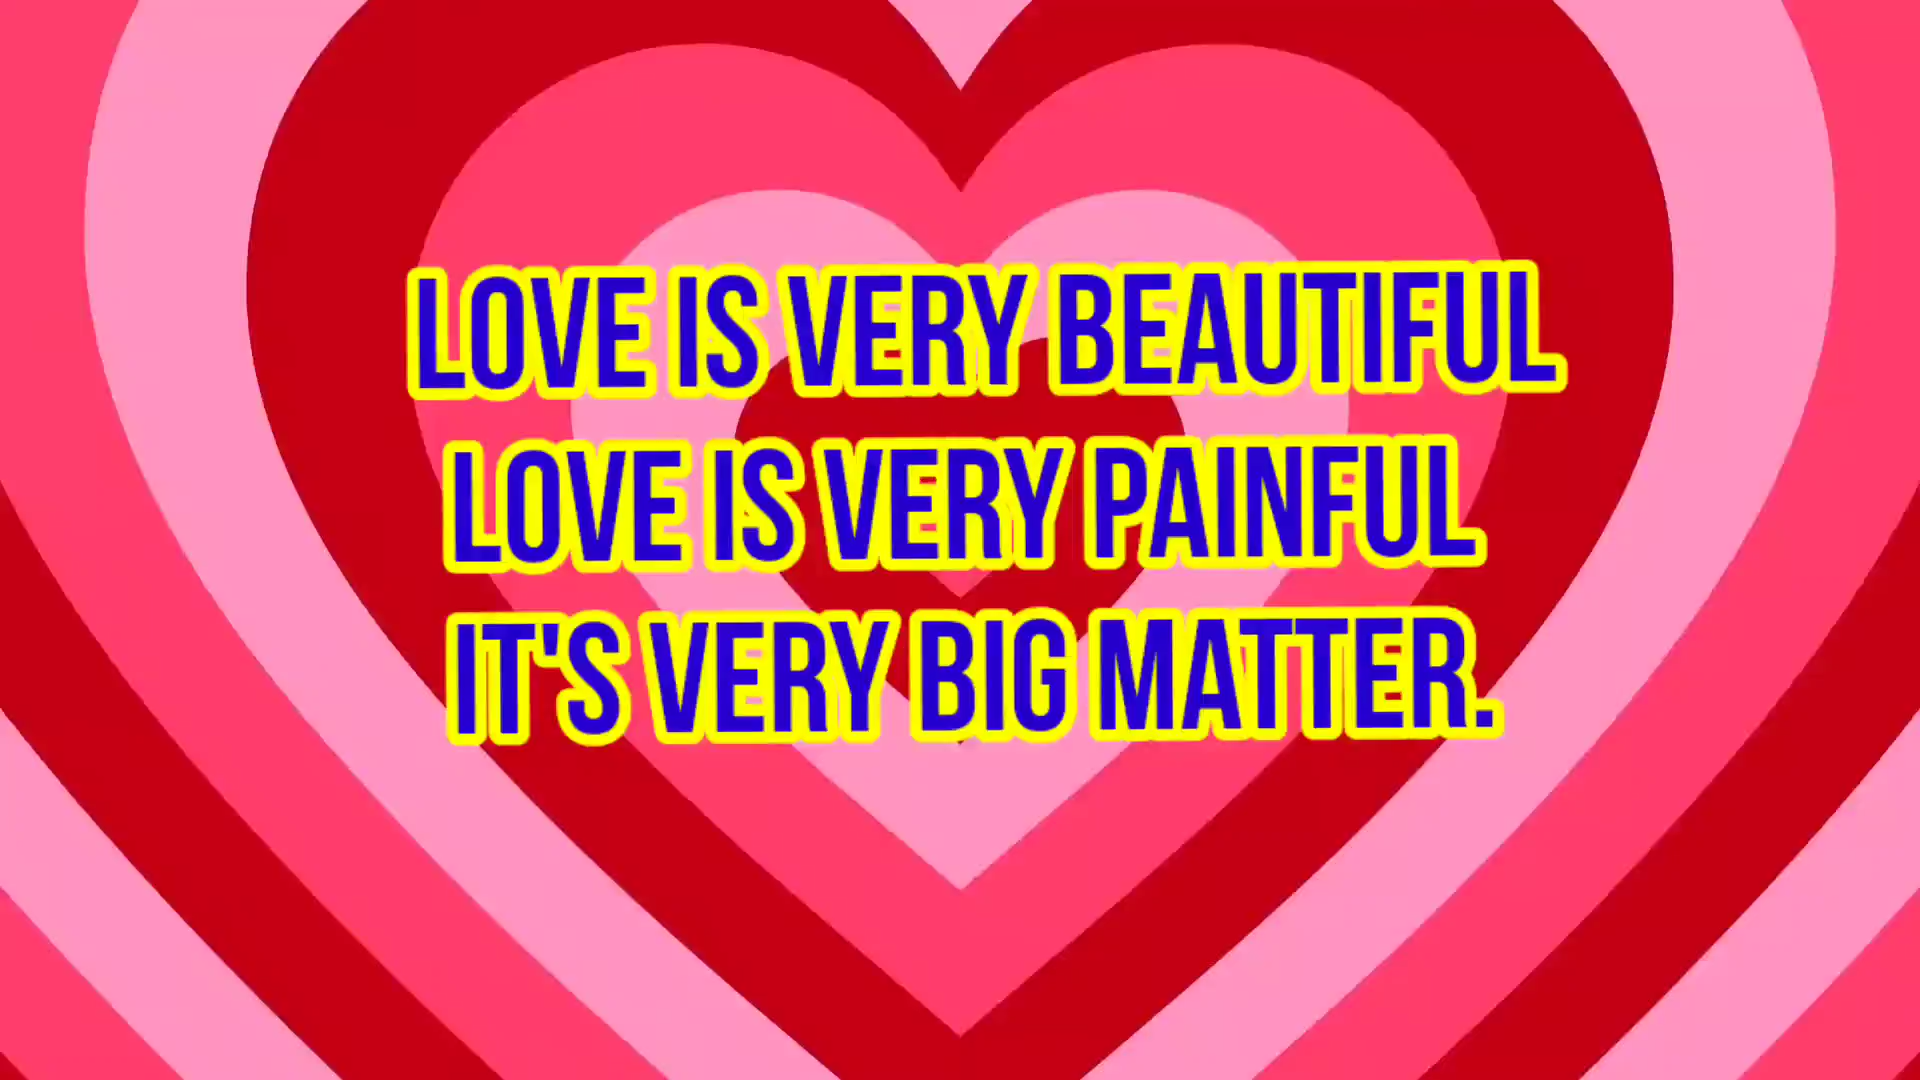 LOVE IS VERY BEAUTIFUL
LOVE IS VERY PAINFUL
IT'S VERY BIG MATTER.